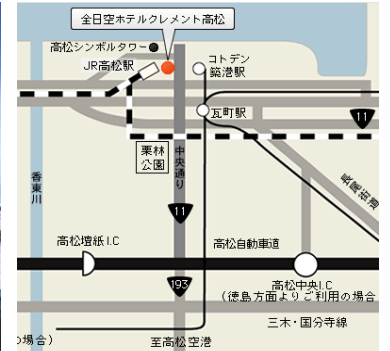 全日空ホテルクレメント高松
高松シンボルタワー
JR高松駅
コトデン
築港駅
瓦町駅
11
栗林
公園
中央通り
香東川
長尾街道
11
高松壇紙I.C
高松自動車道
193
高松中央I.C
(徳島方面よりご利用の場合
三木・国分寺線
の場合)
至高松空港